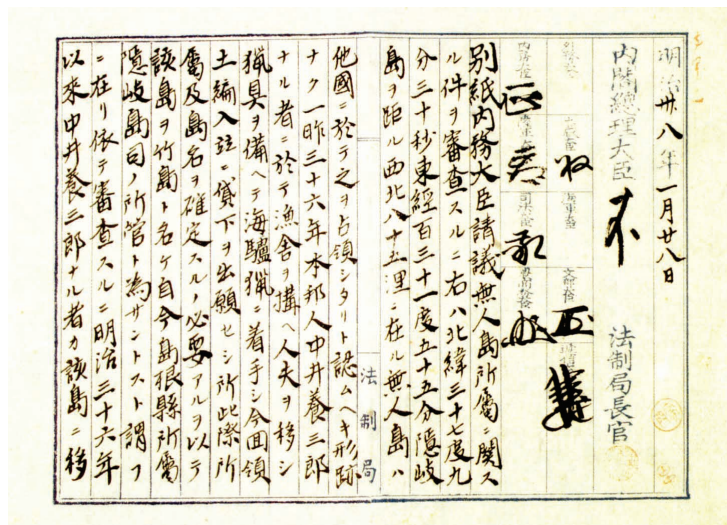 明治卅八年一月廿八日
内閣總理大臣
法制局長官
別紙内務大臣請議無人島所屬ニ関ス
ル件ヲ審査スルニ右ハ北緯三十七度九
分三十秒東經百三十一度五十五分隠岐
島ヲ距ル西北八十五浬ニ在ル無人島ハ
他國ニ於テ之ヲ占領シタリト認ムヘキ形跡
ナク一昨三十六年本邦人中井養三郎
ナル者ニ於テ漁舎ヲ搆ヘ人夫ヲ移シ
猟具ヲ備ヘテ海驢猟ニ着手シ今回領
土編入竝ニ貸下ヲ出願セシ所此際所
屬及島名ヲ確定スルノ必要アルヲ以テ
該島ヲ竹島ト名ケ自今島根縣所屬
隠岐島司ノ所管ト為サントスト謂フ
ニ在リ依テ審査スルニ明治三十六年
以来中井養三郎ナル者カ該島ニ移
法制局